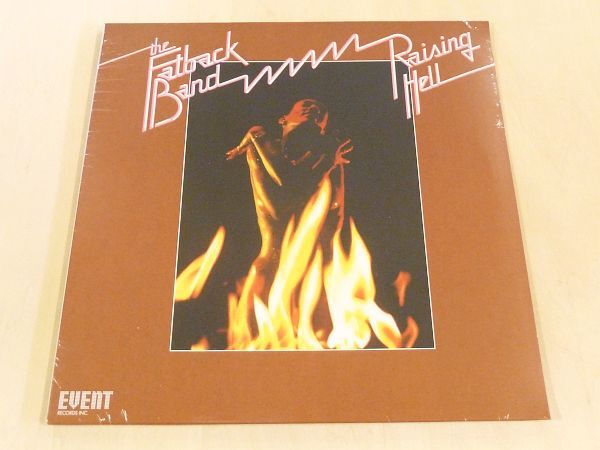 the
Fatback
Band
Raising
Hell
EVENT
RECORDS INC.